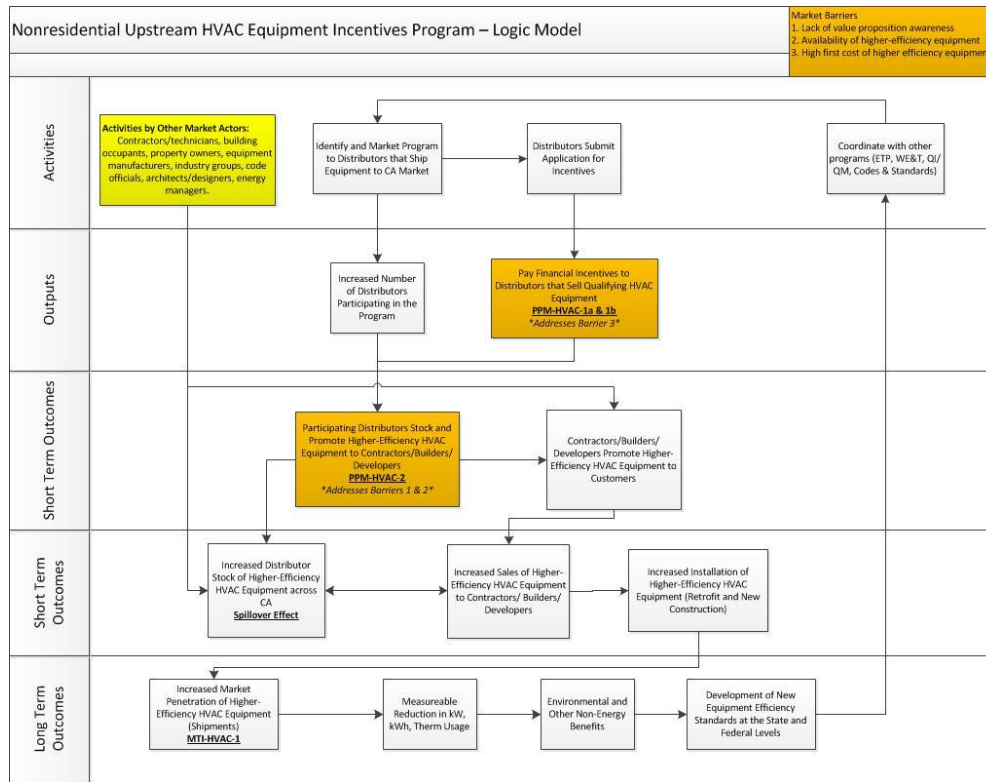 Nonresidential Upstream HVAC Equipment Incentives Program – Logic Model
Market Barriers
1. Lack of value proposition awareness
2. Availability of higher-efficiency equipment
3. High first cost of higher efficiency equipment
Activities
Activities by Other Market Actors:
Contractors/technicians, building
occupants, property owners, equipment
manufacturers, industry groups, code
officials, architects/designers, energy
managers.
Identify and Market Program
to Distributors that Ship
Equipment to CA Market
Distributors Submit
Application for
Incentives
Coordinate with other
programs (ETP, WE&T, QI/
QM, Codes & Standards)
Outputs
Increased Number
of Distributors
Participating in the
Program
Pay Financial Incentives to
Distributors that Sell Qualifying HVAC
Equipment
PPM-HVAC-1a & 1b
*Addresses Barrier 3*
Short Term Outcomes
Participating Distributors Stock and
Promote Higher-Efficiency HVAC
Equipment to Contractors/Builders/
Developers
PPM-HVAC-2
*Addresses Barriers 1 & 2*
Contractors/Builders/
Developers Promote Higher-
Efficiency HVAC Equipment to
Customers
Short Term
Outcomes
Increased Distributor
Stock of Higher-Efficiency
HVAC Equipment across
CA
Spillover Effect
Increased Sales of Higher-
Efficiency HVAC Equipment
to Contractors/ Builders/
Developers
Increased Installation of
Higher-Efficiency HVAC
Equipment (Retrofit and New
Construction)
Long Term
Outcomes
Increased Market
Penetration of Higher-
Efficiency HVAC Equipment
(Shipments)
MTI-HVAC-1
Measureable
Reduction in kW,
kWh, Therm Usage
Environmental and
Other Non-Energy
Benefits
Development of New
Equipment Efficiency
Standards at the State and
Federal Levels